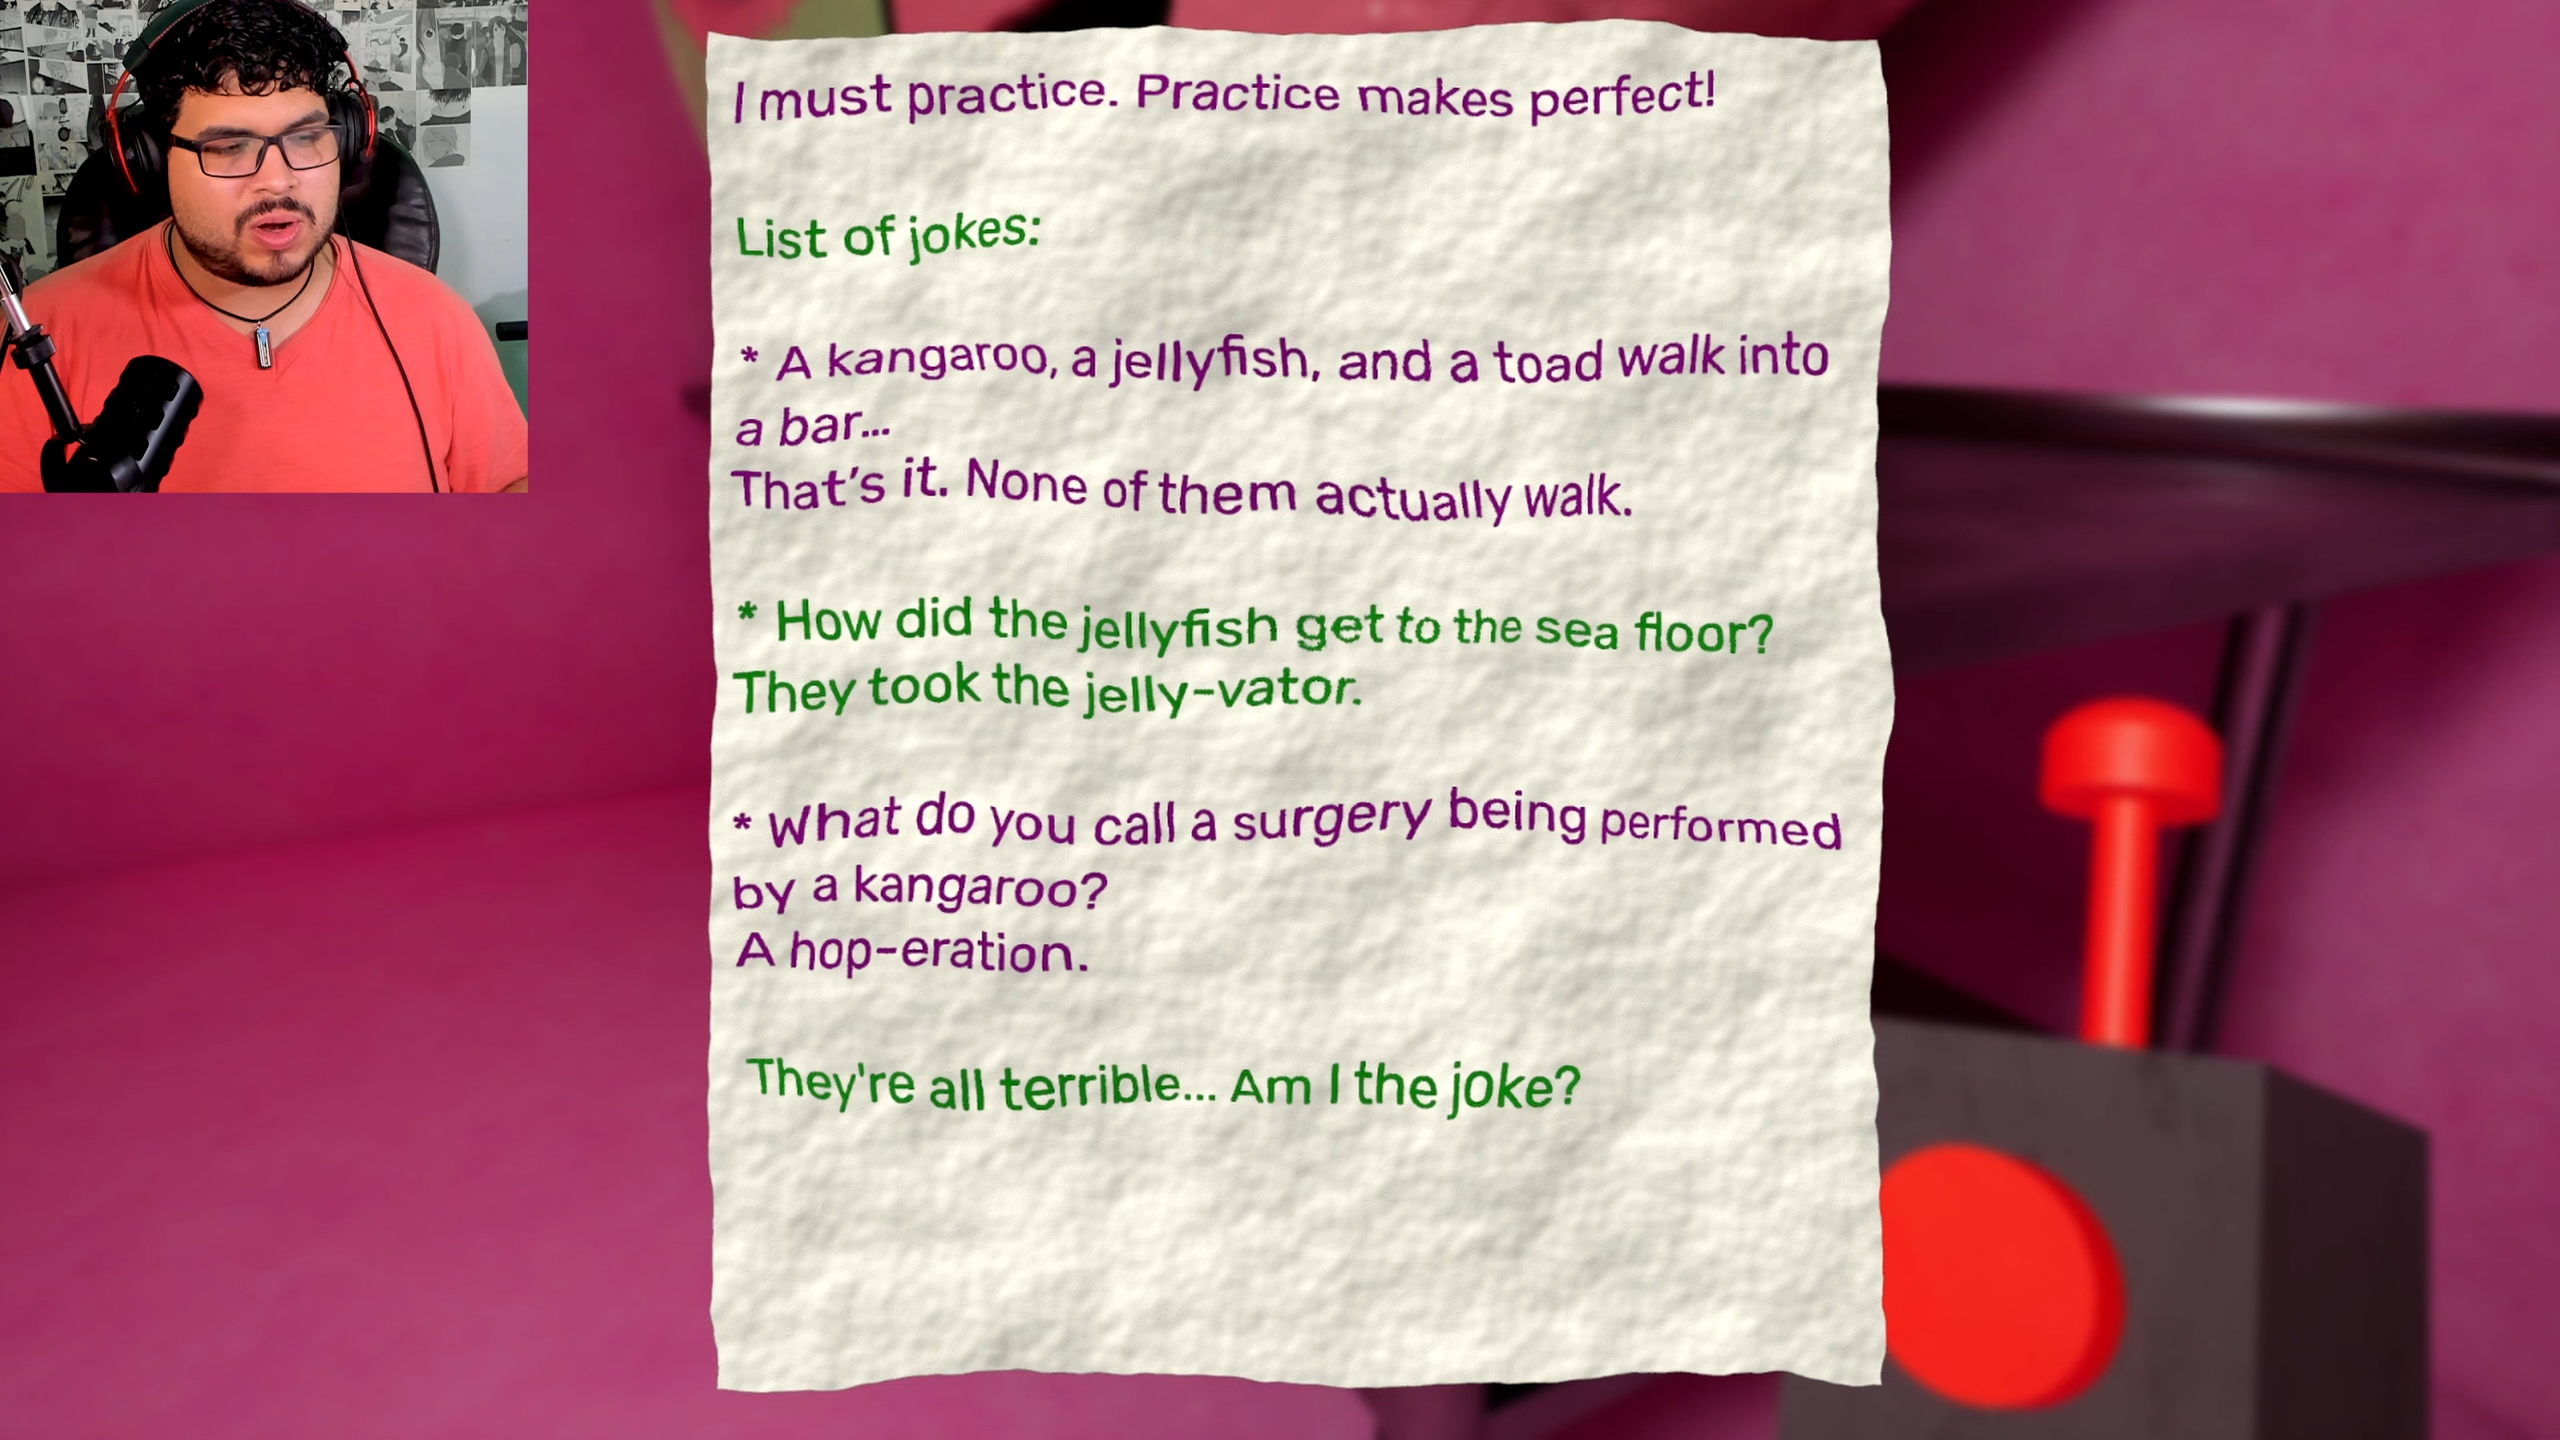 I must practice. Practice makes perfect!
List of jokes:
* A kangaroo, a jellyfish, and a toad walk into
a bar...
That's it. None of them actually walk.
* How did the jellyfish get to the sea floor?
They took the jelly-vator.
* What do you call a surgery being performed
by a kangaroo?
A hop-eration.
They're all terrible... Am I the joke?